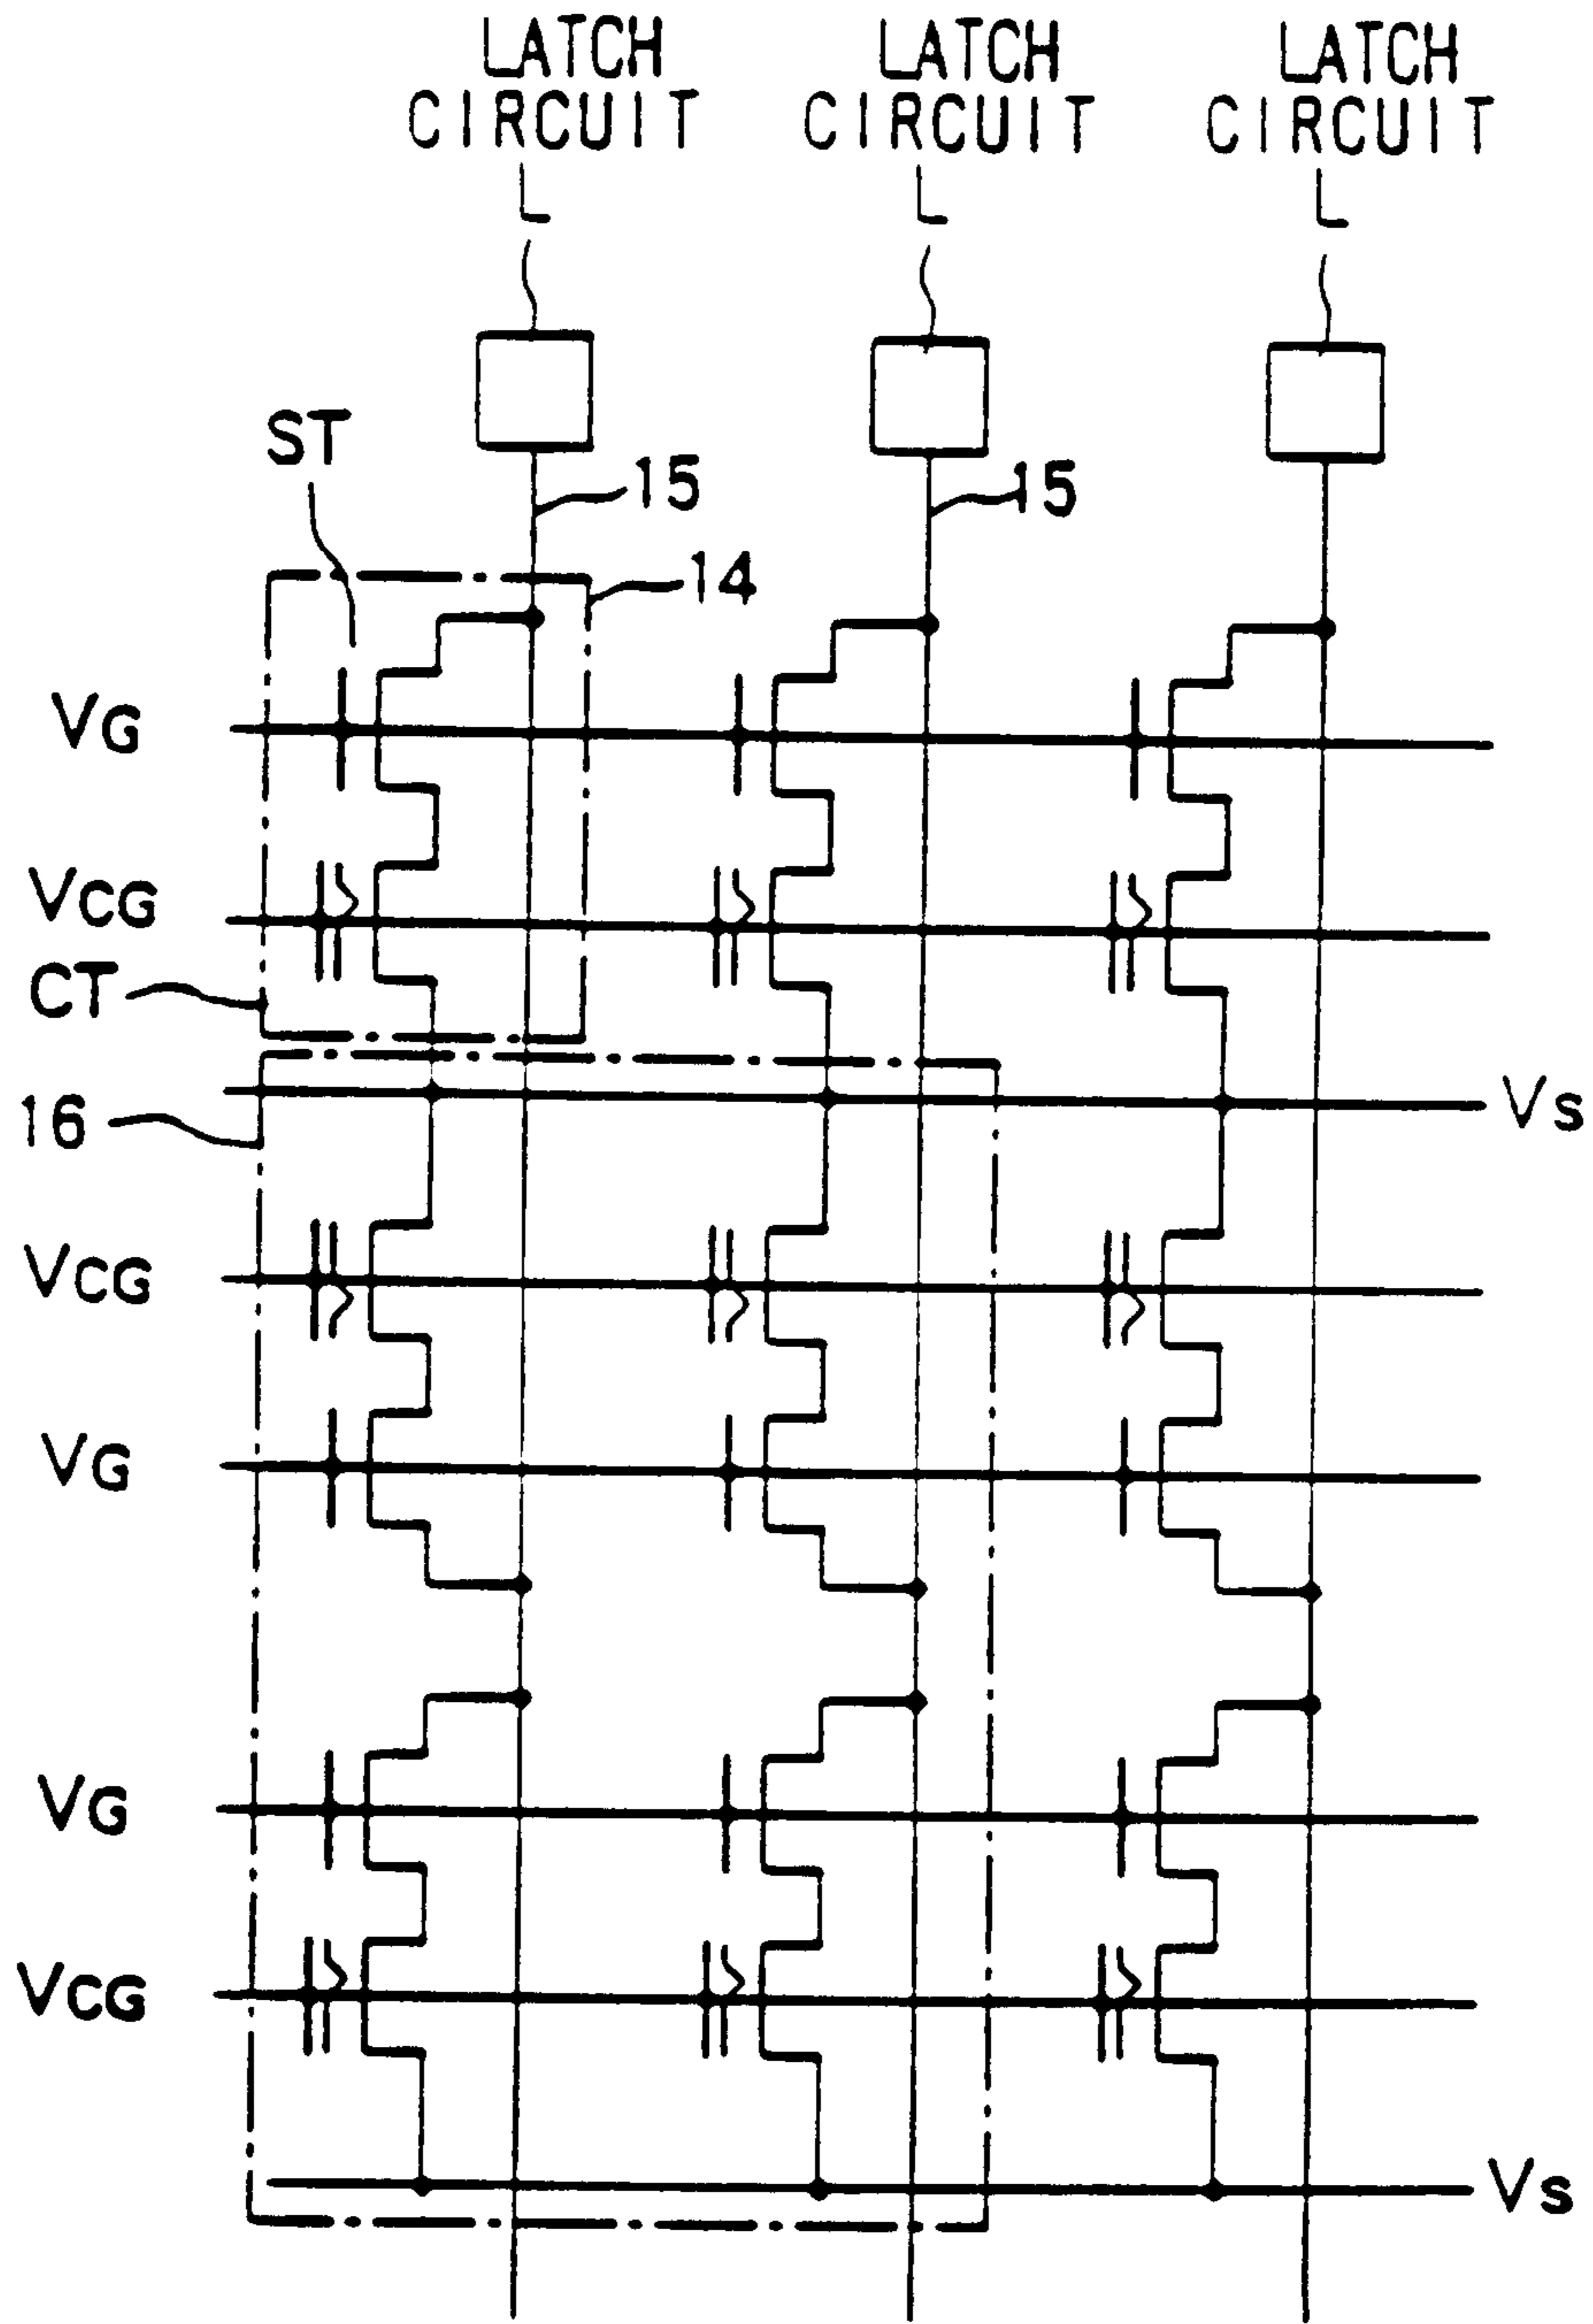 LATCH CIRCUIT
L
LATCH CIRCUIT
L
LATCH CIRCUIT
L
ST
15
15
14
VG
VCG
CT
16
Vs
VCG
VG
VG
VCG
Vs